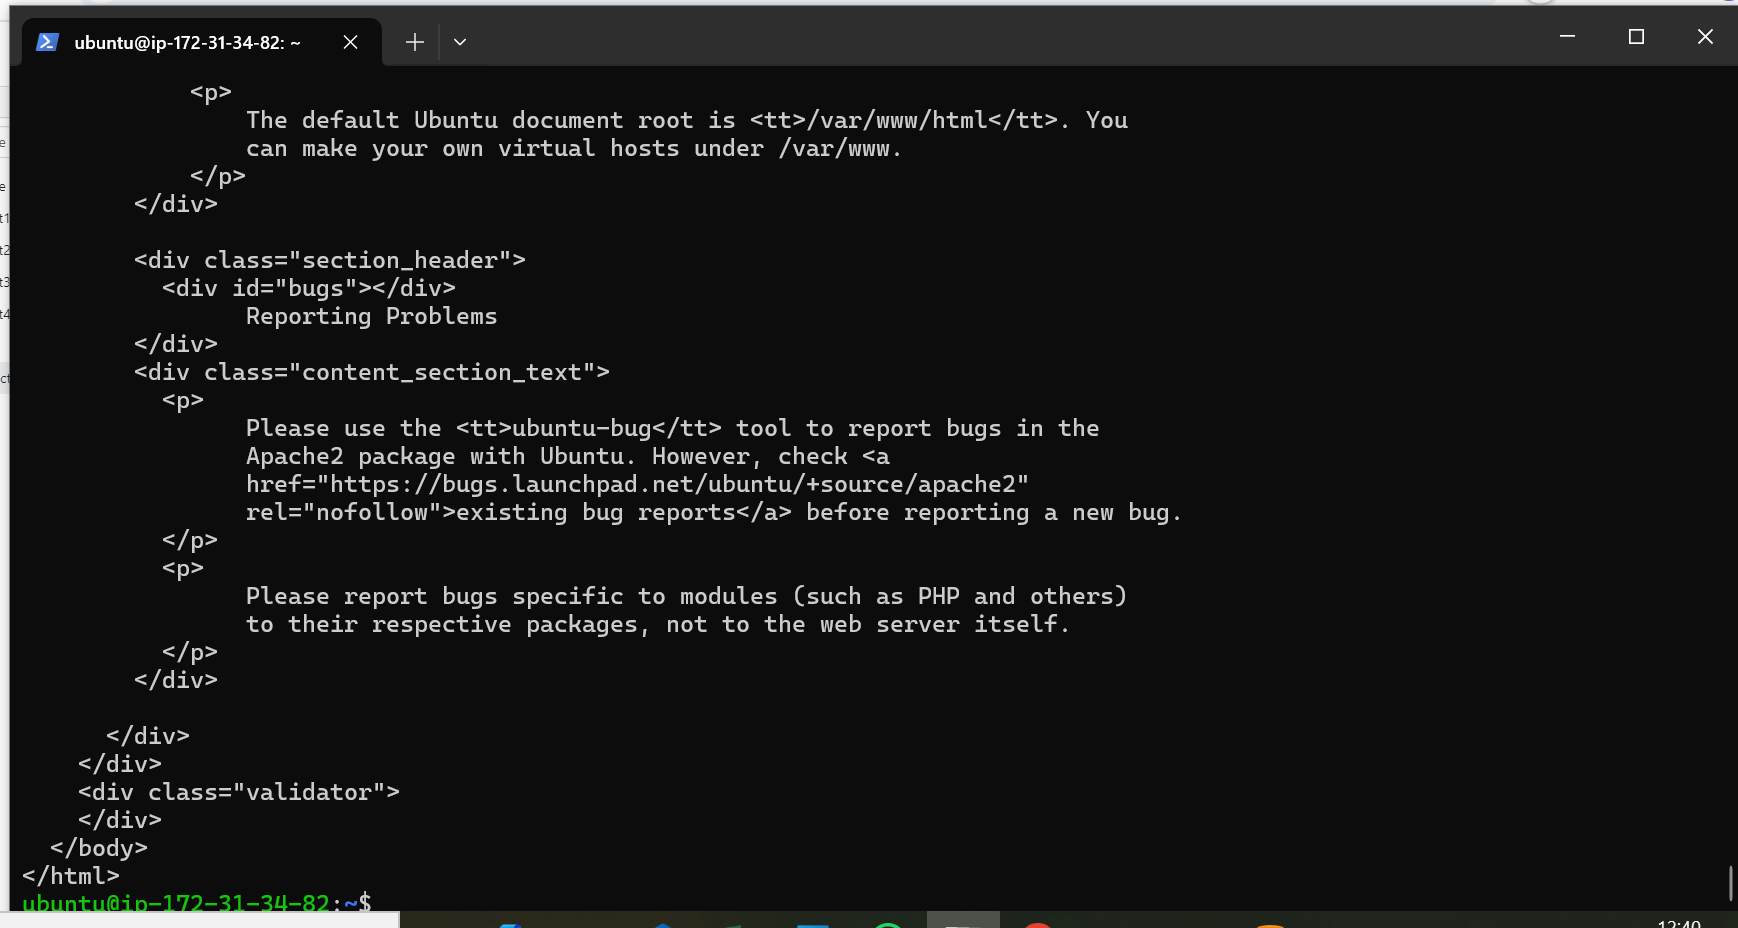 ubuntu@ip-172-31-34-82: ~
<p>
The default Ubuntu document root is <tt>/var/www/html</tt>. You
can make your own virtual hosts under /var/www.
</p>
</div>
<div class="section_header">
<div id="bugs"></div>
Reporting Problems
</div>
<div class="content_section_text">
<p>
Please use the <tt>ubuntu-bug</tt> tool to report bugs in the
Apache2 package with Ubuntu. However, check <a
href="https://bugs.launchpad.net/ubuntu/+source/apache2"
rel="nofollow">existing bug reports</a> before reporting a new bug.
</p>
<p>
Please report bugs specific to modules (such as PHP and others)
to their respective packages, not to the web server itself.
</p>
</div>
</div>
</div>
<div class="validator">
</div>
</body>
</html>
ubuntu@ip-172-31-34-82:~$
12:40